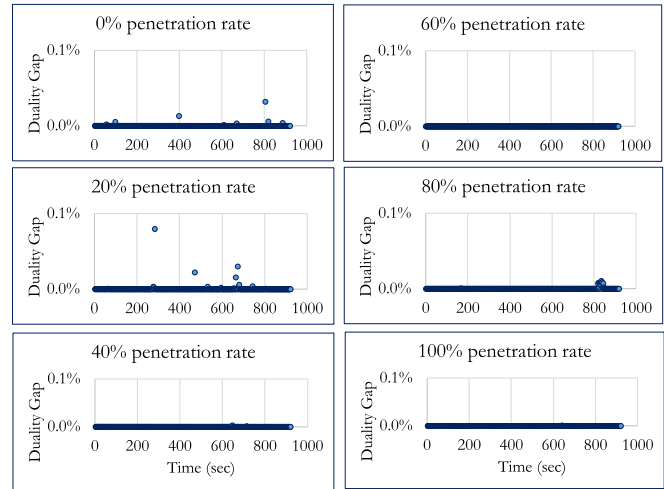 0% penetration rate
0.1%
Duality Gap
0.0%
0 200 400 600 800 1000
60% penetration rate
0.1%
Duality Gap
0.0%
0 200 400 600 800 1000
20% penetration rate
0.1%
Duality Gap
0.0%
0 200 400 600 800 1000
80% penetration rate
0.1%
Duality Gap
0.0%
0 200 400 600 800 1000
40% penetration rate
0.1%
Duality Gap
0.0%
0 200 400 600 800 1000
Time (sec)
100% penetration rate
0.1%
Duality Gap
0.0%
0 200 400 600 800 1000
Time (sec)